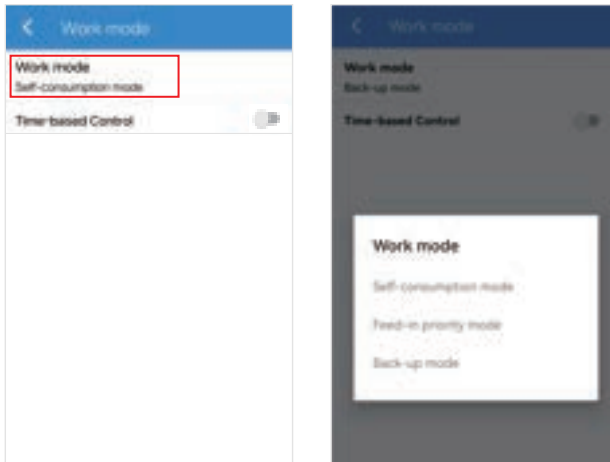 Work mode
Work mode
Self-consumption mode
Time-based Control
Work mode
Work mode
Back-up mode
Time-based Control
Work mode
Self-consumption mode
Feed-in priority mode
Back-up mode